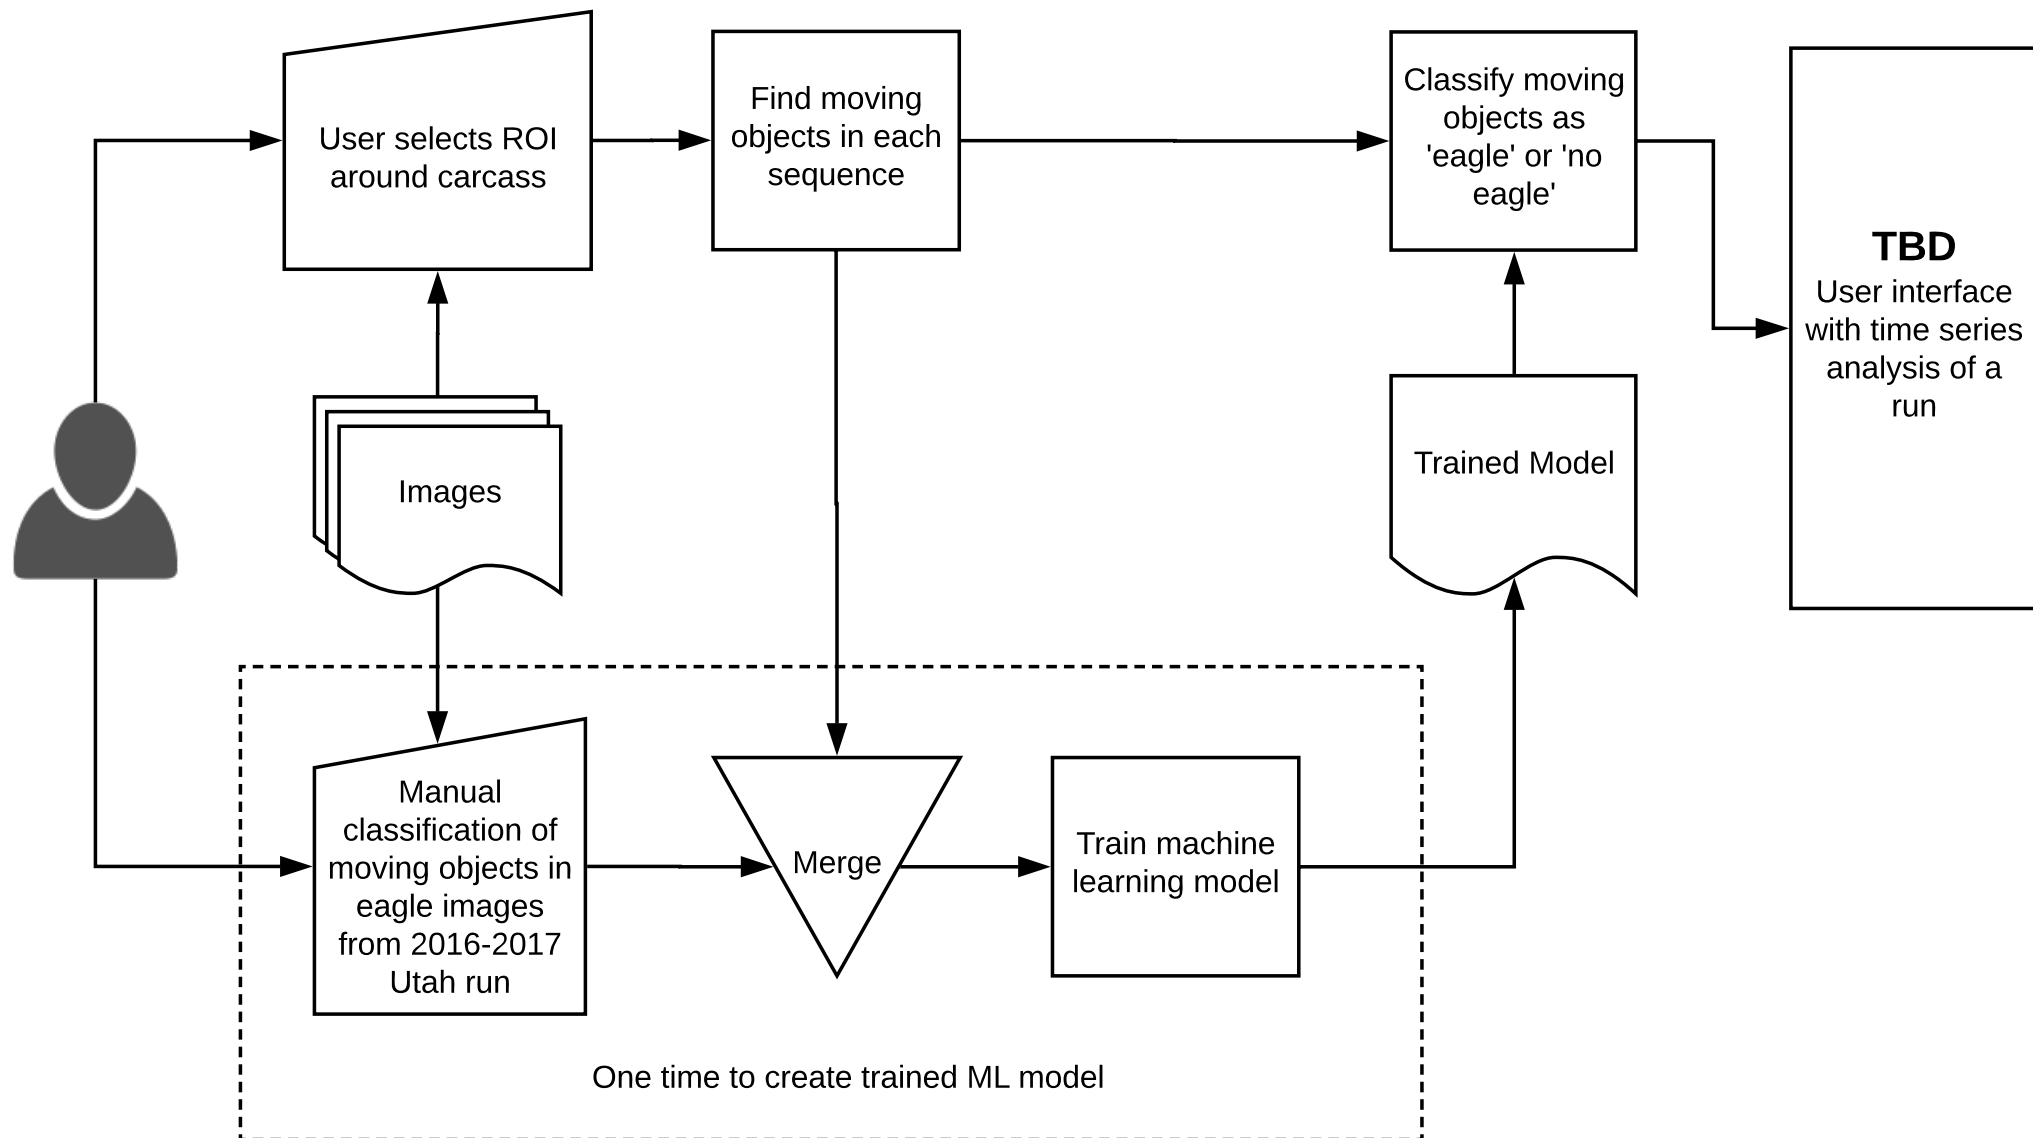 User selects ROI
around carcass
Find moving
objects in each
sequence
Classify moving
objects as
'eagle' or 'no
eagle'
TBD
User interface
with time series
analysis of a
run
Images
Trained Model
Manual
classification of
moving objects in
eagle images
from 2016-2017
Utah run
Merge
Train machine
learning model
One time to create trained ML model